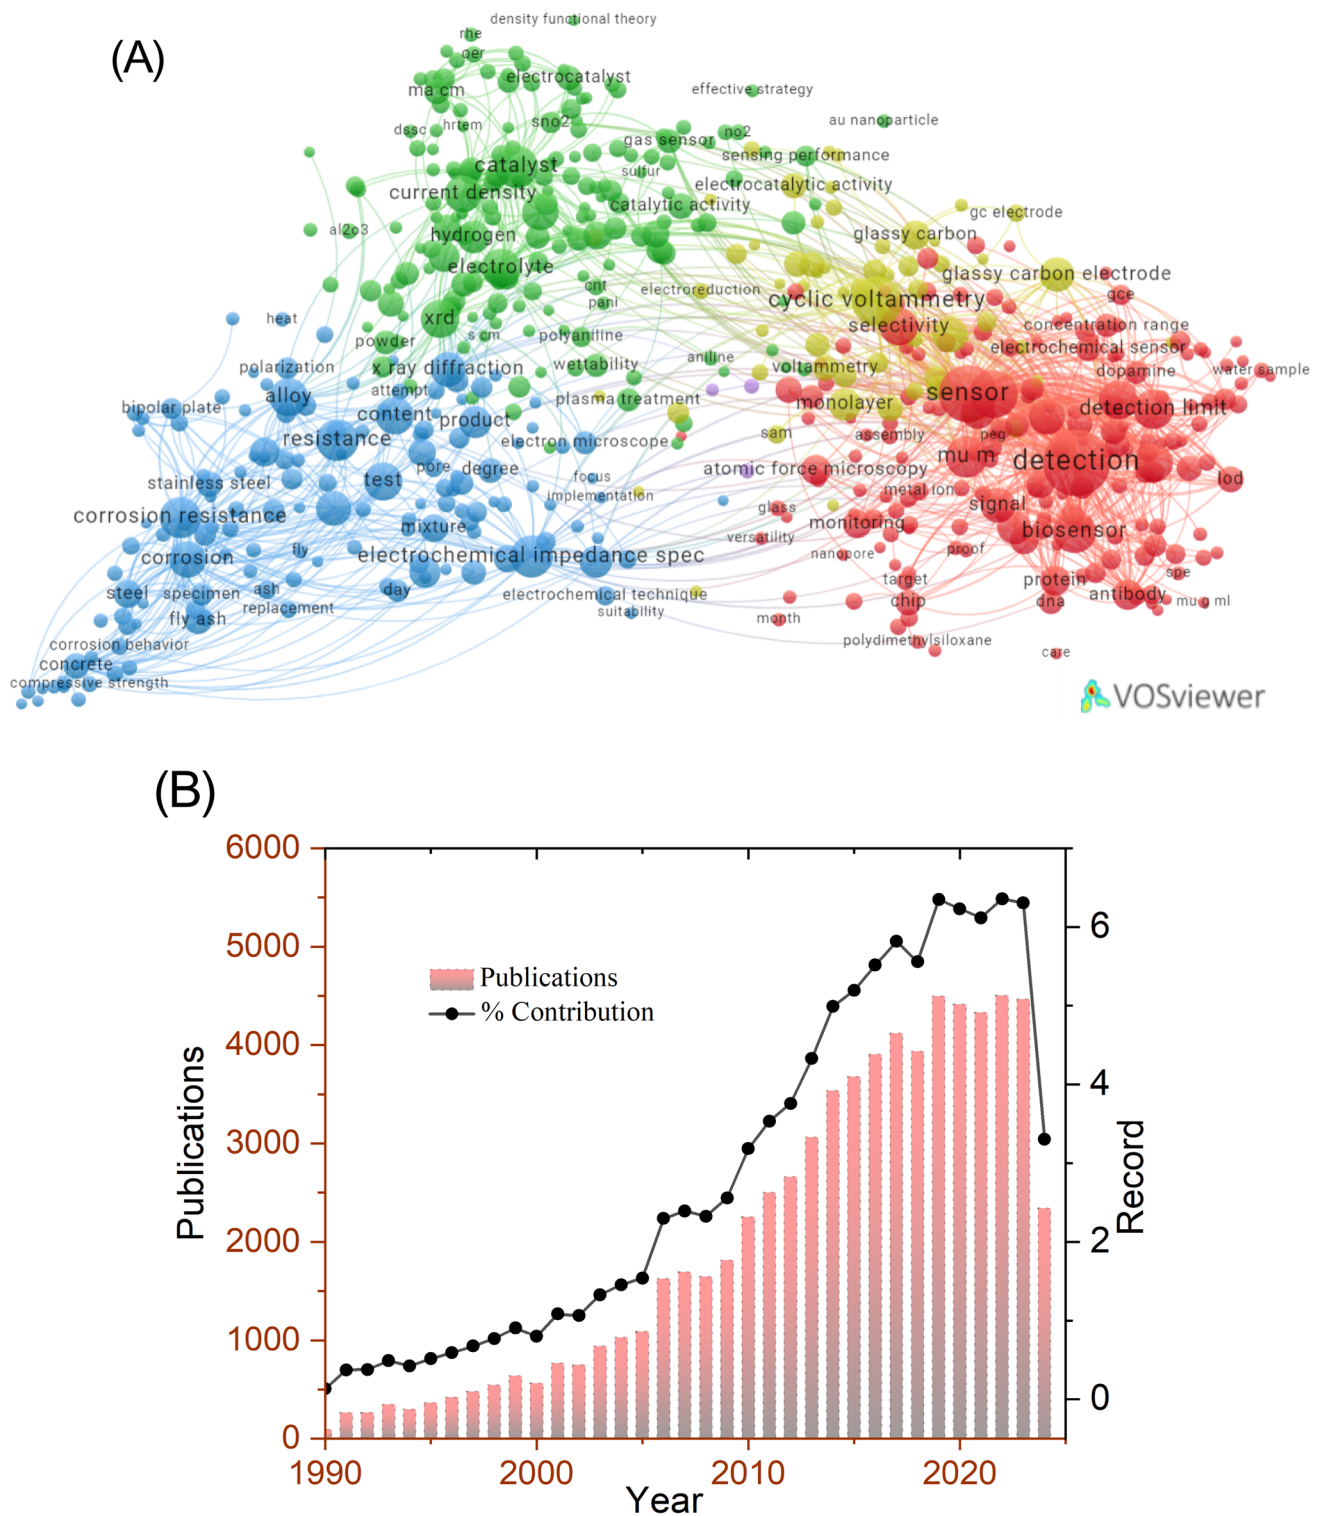 (A)
density functional theory
rhe
oer
electrocatalyst
ma cm
effective strategy
sno2
hrtem
dssc
au nanoparticle
no2
gas sensor
sensing performance
catalyst
sulfur
electrocatalytic activity
current density
catalytic activity
gc electrode
al2o3
hydrogen
glassy carbon
electrolyte
glassy carbon electrode
cnt
electroreduction
gce
pani
cyclic voltammetry
heat
xrd
selectivity
concentration range
s cm
polyaniline
powder
electrochemical sensor
aniline
polarization
x ray diffraction
wettability
voltammetry
dopamine
water sample
attempt
alloy
plasma treatment
sensor
bipolar plate
content
product
monolayer
detection limit
resistance
electron microscope
sam
assembly
peg
mu m
detection
pore
degree
atomic force microscopy
stainless steel
test
focus
implementation
metal ion
lod
glass
signal
corrosion resistance
mixture
monitoring
biosensor
versatility
fly
nanopore
proof
corrosion
electrochemical impedance spec
target
protein
spe
steel
specimen
ash
day
electrochemical technique
chip
dna
antibody
mu g ml
fly ash
replacement
suitability
month
corrosion behavior
polydimethylsiloxane
care
concrete
compressive strength
VOSviewer
(B)
6000
5000
4000
3000
2000
1000
0
Publications
Publications
% Contribution
6
4
2
0
Record
1990
2000
2010
2020
Year